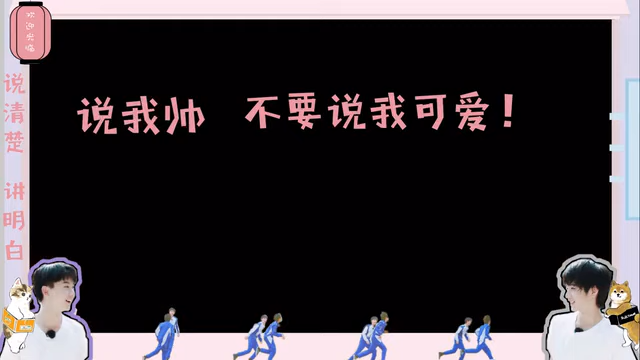 欢迎光临
说清楚 讲明白
说我帅 不要说我可爱！